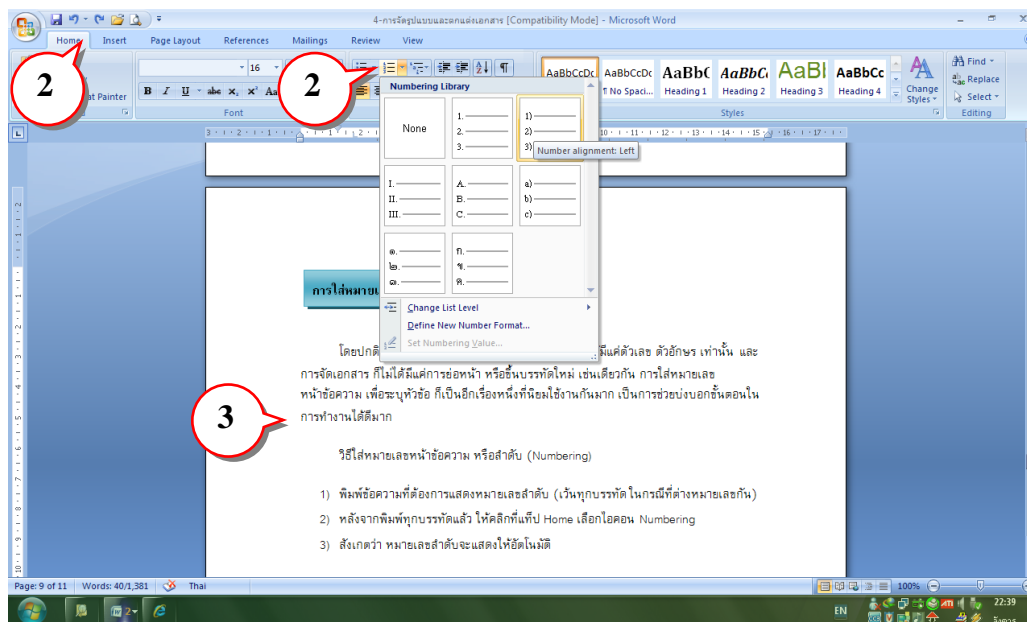 4-การจัดรูปแบบและตกแต่งเอกสาร [Compatibility Mode] - Microsoft Word
Home Insert Page Layout References Mailings Review View
2
2
16
at Painter
B I U abc x, x' Aa
Font
AaBbCcDc AaBbCcDc AaBb( AaBbCc AaBl AaBbCc
¶ No Spaci... Heading 1 Heading 2 Heading 3 Heading 4
Change Styles
Styles
Find
Replace
Select
Editing
Numbering Library
None
1.
2.
3.
1)
2)
3)
Number alignment: Left
I.
II.
III.
A.
B.
C.
a)
b)
c)
๑.
๒.
๓.
ก.
ข.
ค.
Change List Level
Define New Number Format...
Set Numbering Value...
การใส่หมายเ
โดยปกติ มีแค่ตัวเลข ตัวอักษร เท่านั้น และ
การจัดเอกสาร ก็ไม่ได้มีแค่การย่อหน้า หรือขึ้นบรรทัดใหม่ เช่นเดียวกัน การใส่หมายเลข
หน้าข้อความ เพื่อระบุหัวข้อ ก็เป็นอีกเรื่องหนึ่งที่นิยมใช้งานกันมาก เป็นการช่วยบ่งบอกขั้นตอนใน
การทำงานได้ดีมาก
3
วิธีใส่หมายเลขหน้าข้อความ หรือลำดับ (Numbering)
1) พิมพ์ข้อความที่ต้องการแสดงหมายเลขลำดับ (เว้นทุกบรรทัด ในกรณีที่ต่างหมายเลขกัน)
2) หลังจากพิมพ์ทุกบรรทัดแล้ว ให้คลิกที่แท็ป Home เลือกไอคอน Numbering
3) สังเกตว่า หมายเลขลำดับจะแสดงให้อัตโนมัติ
Page: 9 of 11 Words: 40/1,381 Thai 100%
2 EN 22:39
อังคาร